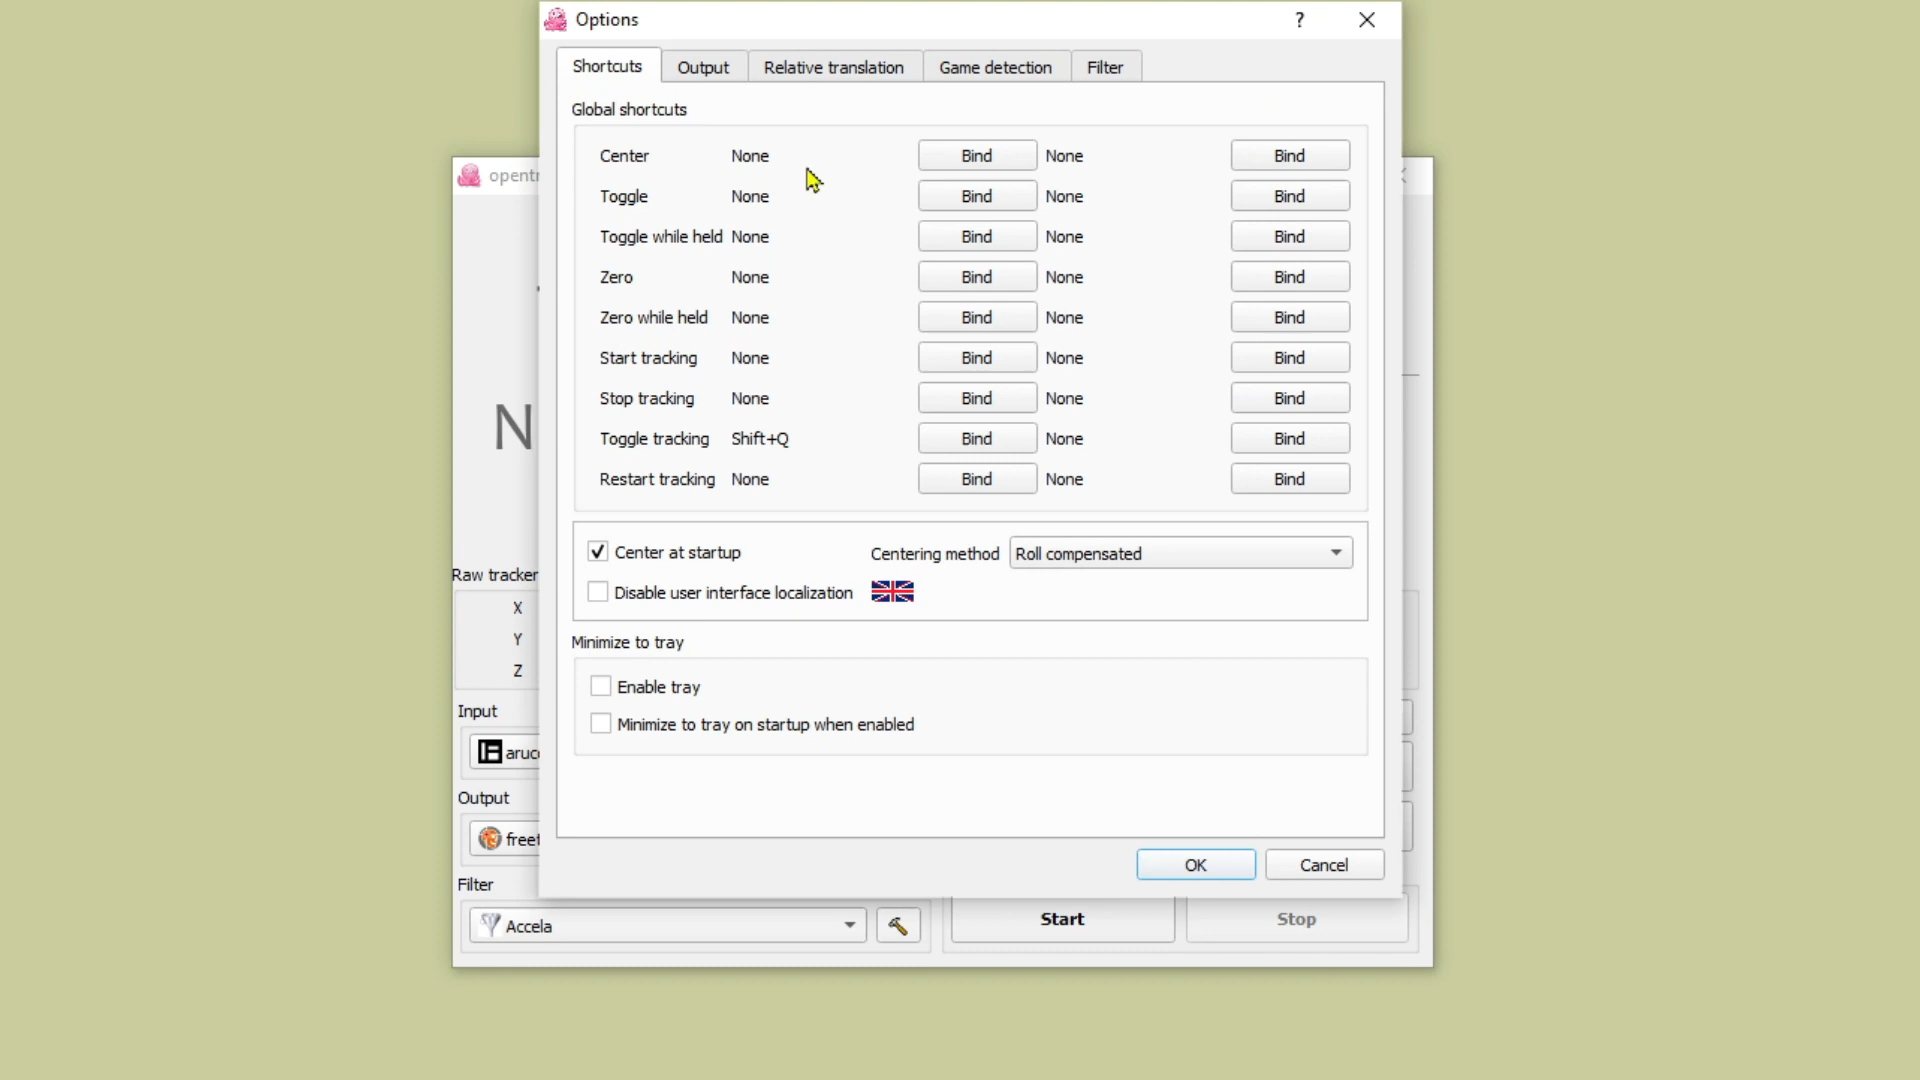 Options ?
Shortcuts Output Relative translation Game detection Filter
Global shortcuts
Center None Bind None Bind
Toggle None Bind None Bind
Toggle while held None Bind None Bind
Zero None Bind None Bind
Zero while held None Bind None Bind
Start tracking None Bind None Bind
Stop tracking None Bind None Bind
Toggle tracking Shift+Q Bind None Bind
Restart tracking None Bind None Bind
Center at startup Centering method Roll compensated
Disable user interface localization
Minimize to tray
Enable tray
Minimize to tray on startup when enabled
OK Cancel
opentr
N
Raw tracker
X
Y
Z
Input
aruc
Output
freet
Filter
Accela
Start Stop